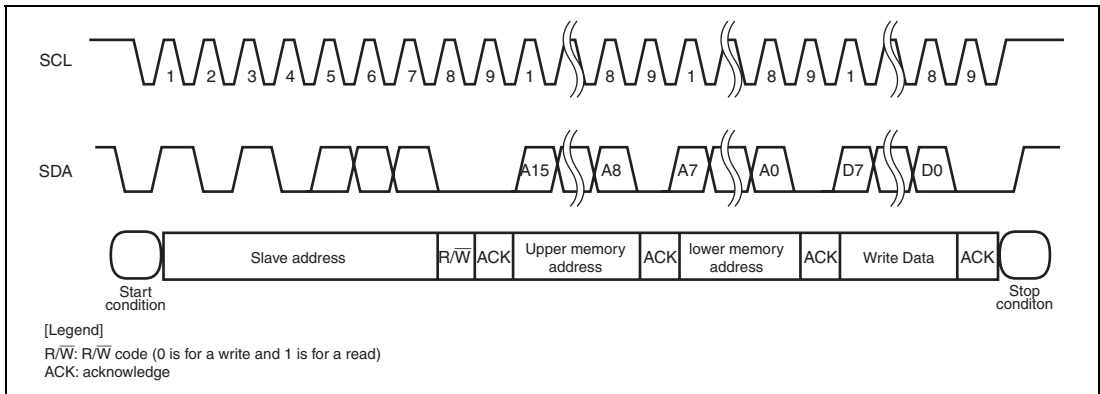 SCL
1 2 3 4 5 6 7 8 9 1 8 9 1 8 9 1 8 9
SDA
A15 A8 A7 A0 D7 D0
Slave address R/W̅ ACK Upper memory address ACK lower memory address ACK Write Data ACK
Start condition
Stop conditon
[Legend]
R/W̅: R/W̅ code (0 is for a write and 1 is for a read)
ACK: acknowledge